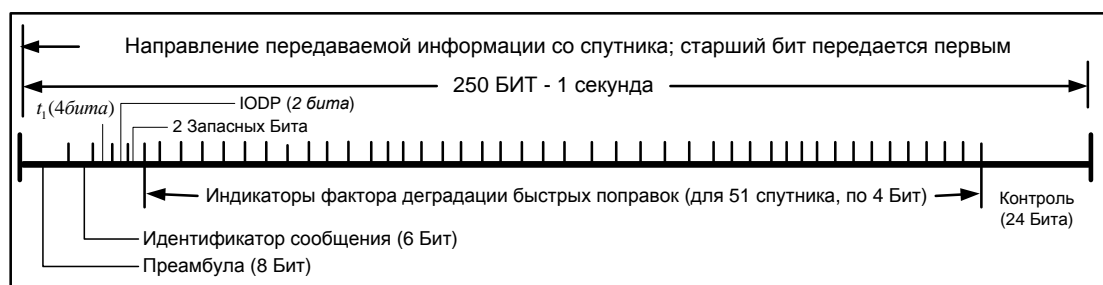 Направление передаваемой информации со спутника; старший бит передается первым
250 БИТ - 1 секунда
t₁(4бита)
IODP (2 бита)
2 Запасных Бита
Индикаторы фактора деградации быстрых поправок (для 51 спутника, по 4 Бит)
Контроль
(24 Бита)
Идентификатор сообщения (6 Бит)
Преамбула (8 Бит)